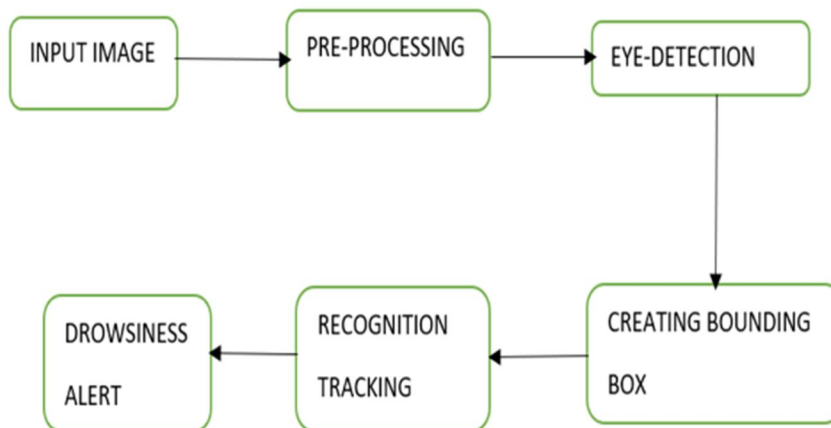 INPUT IMAGE
PRE-PROCESSING
EYE-DETECTION
CREATING BOUNDING
BOX
RECOGNITION
TRACKING
DROWSINESS
ALERT